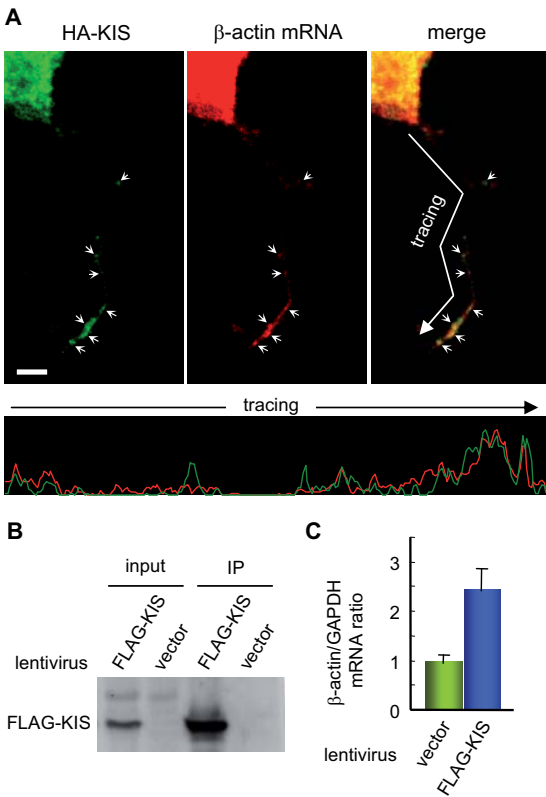 A
HA-KIS β-actin mRNA merge
tracing
tracing
B
input IP
lentivirus FLAG-KIS vector FLAG-KIS vector
FLAG-KIS
C
β-actin/GAPDH
mRNA ratio
3
2
1
0
lentivirus vector FLAG-KIS